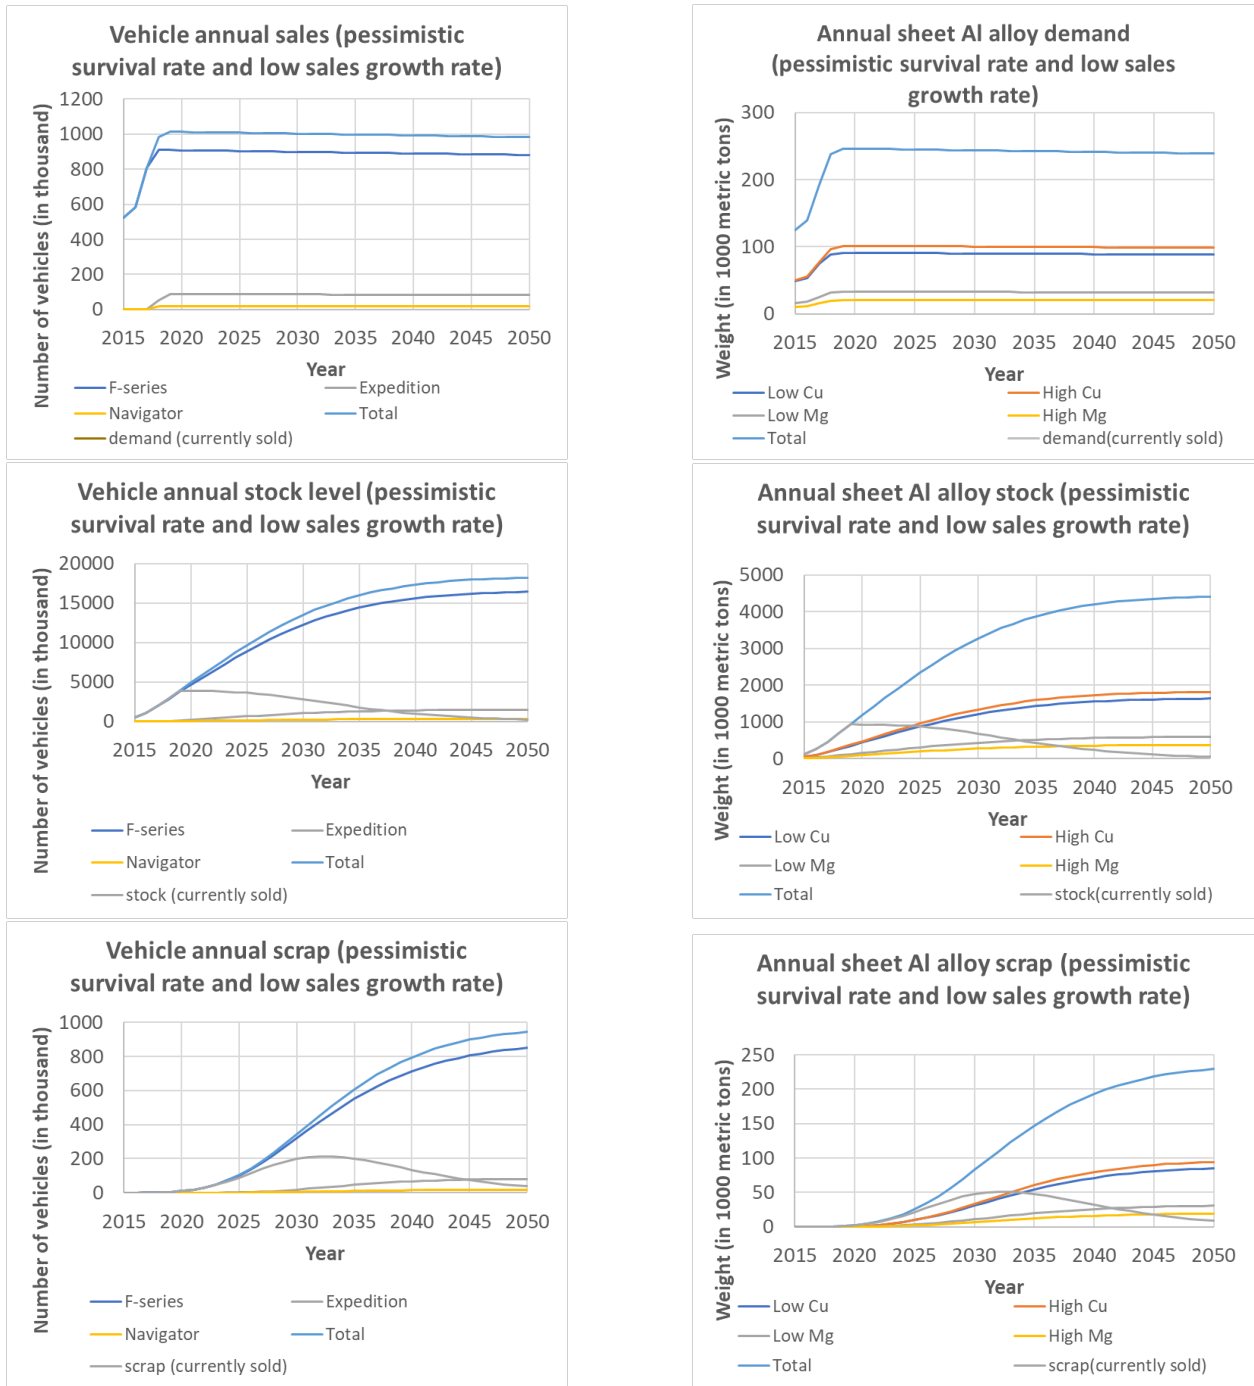 Vehicle annual sales (pessimistic
survival rate and low sales growth rate)
Number of vehicles (in thousand)
1200
1000
800
600
400
200
0
2015 2020 2025 2030 2035 2040 2045 2050
Year
F-series Expedition
Navigator Total
demand (currently sold)
Annual sheet Al alloy demand
(pessimistic survival rate and low sales
growth rate)
Weight (in 1000 metric tons)
300
200
100
0
2015 2020 2025 2030 2035 2040 2045 2050
Year
Low Cu High Cu
Low Mg High Mg
Total demand(currently sold)
Vehicle annual stock level (pessimistic
survival rate and low sales growth rate)
Number of vehicles (in thousand)
20000
15000
10000
5000
0
2015 2020 2025 2030 2035 2040 2045 2050
Year
F-series Expedition
Navigator Total
stock (currently sold)
Annual sheet Al alloy stock (pessimistic
survival rate and low sales growth rate)
Weight (in 1000 metric tons)
5000
4000
3000
2000
1000
0
2015 2020 2025 2030 2035 2040 2045 2050
Year
Low Cu High Cu
Low Mg High Mg
Total stock(currently sold)
Vehicle annual scrap (pessimistic
survival rate and low sales growth rate)
Number of vehicles (in thousand)
1000
800
600
400
200
0
2015 2020 2025 2030 2035 2040 2045 2050
Year
F-series Expedition
Navigator Total
scrap (currently sold)
Annual sheet Al alloy scrap (pessimistic
survival rate and low sales growth rate)
Weight (in 1000 metric tons)
250
200
150
100
50
0
2015 2020 2025 2030 2035 2040 2045 2050
Year
Low Cu High Cu
Low Mg High Mg
Total scrap(currently sold)